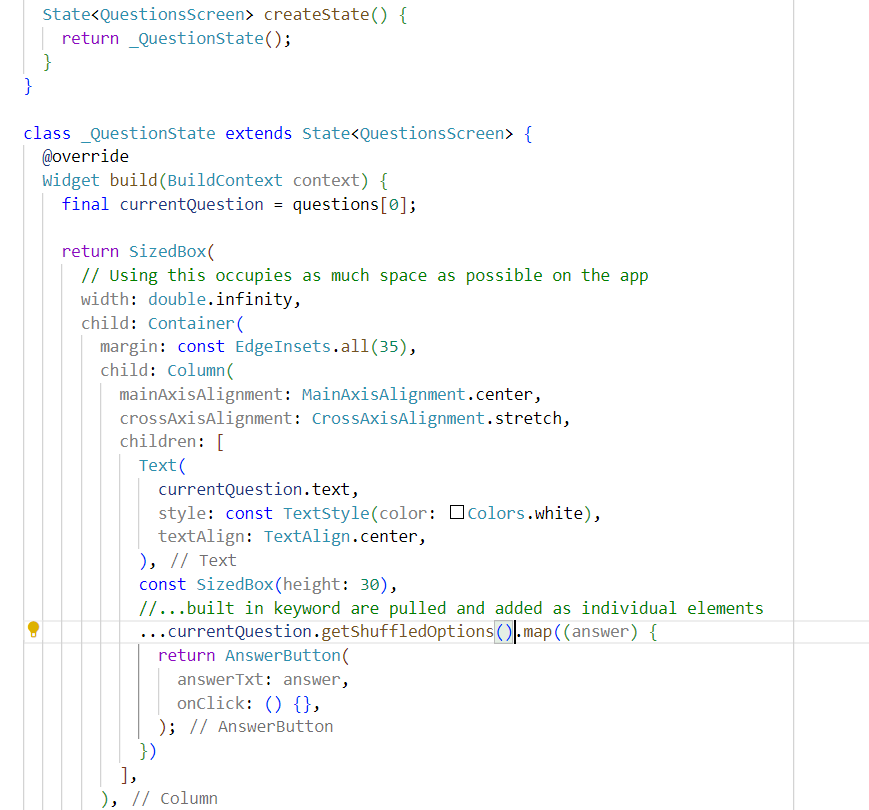 State<QuestionsScreen> createState() {
return _QuestionState();
}
}
class _QuestionState extends State<QuestionsScreen> {
@override
Widget build(BuildContext context) {
final currentQuestion = questions[0];
return SizedBox(
// Using this occupies as much space as possible on the app
width: double.infinity,
child: Container(
margin: const EdgeInsets.all(35),
child: Column(
mainAxisAlignment: MainAxisAlignment.center,
crossAxisAlignment: CrossAxisAlignment.stretch,
children: [
Text(
currentQuestion.text,
style: const TextStyle(color: Colors.white),
textAlign: TextAlign.center,
), // Text
const SizedBox(height: 30),
//...built in keyword are pulled and added as individual elements
...currentQuestion.getShuffledOptions().map((answer) {
return AnswerButton(
answerTxt: answer,
onClick: () {},
); // AnswerButton
})
],
), // Column